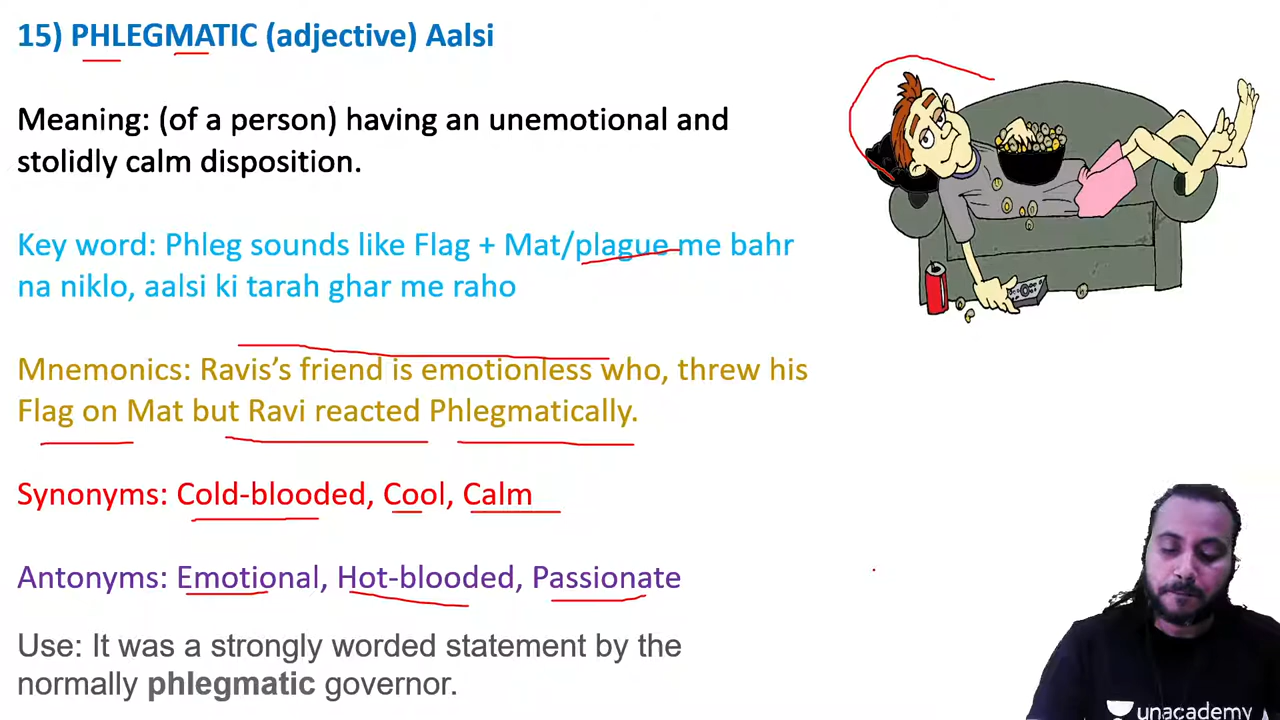 15) PHLEGMATIC (adjective) Aalsi
Meaning: (of a person) having an unemotional and
stolidly calm disposition.
Key word: Phleg sounds like Flag + Mat/plague me bahr
na niklo, aalsi ki tarah ghar me raho
Mnemonics: Ravis’s friend is emotionless who, threw his
Flag on Mat but Ravi reacted Phlegmatically.
Synonyms: Cold-blooded, Cool, Calm
Antonyms: Emotional, Hot-blooded, Passionate
Use: It was a strongly worded statement by the
normally phlegmatic governor.
unacademy